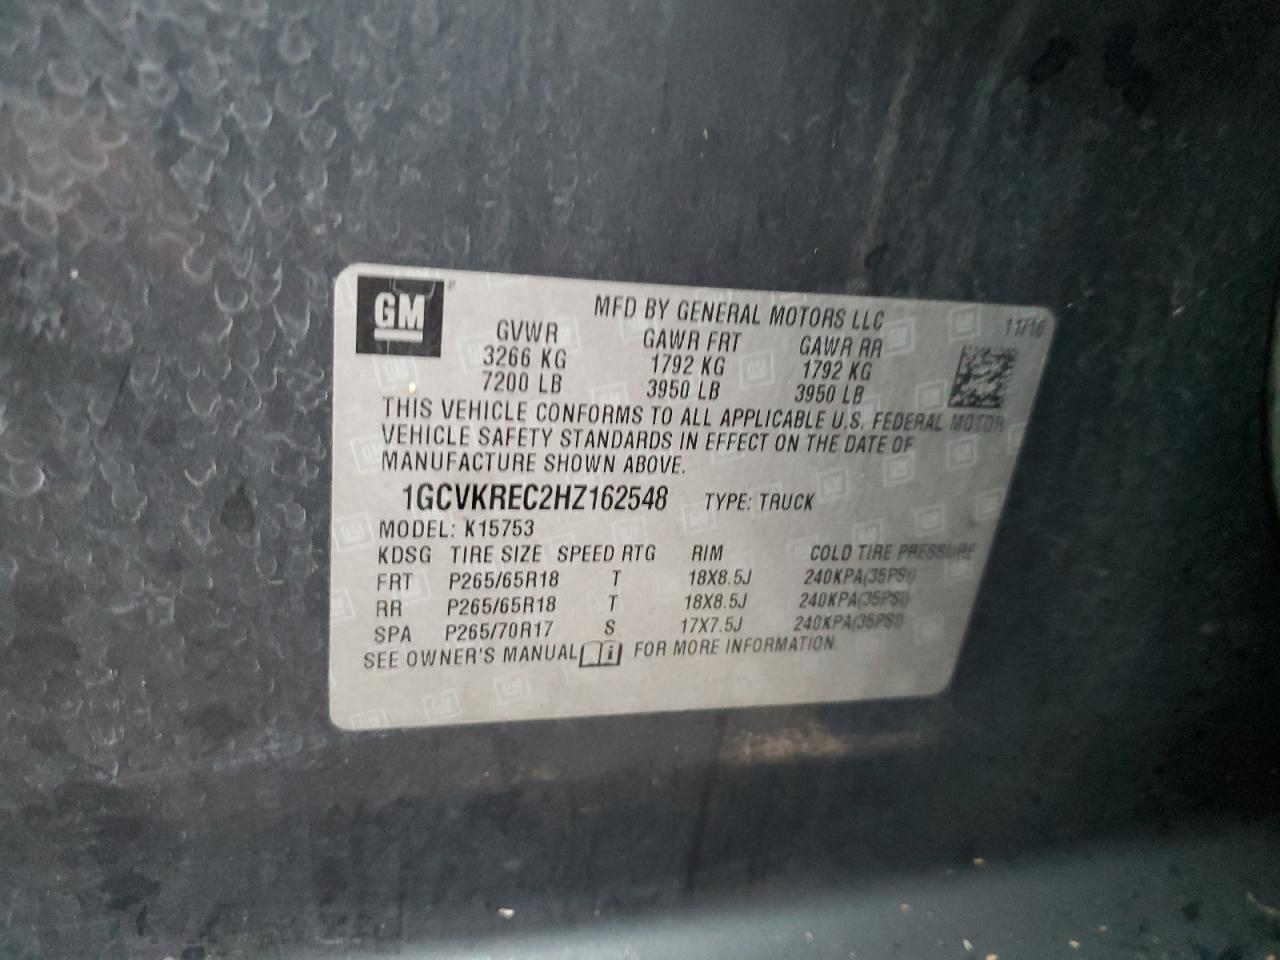 GM
MFD BY GENERAL MOTORS LLC 11/16
GVWR GAWR FRT GAWR RR
3266 KG 1792 KG 1792 KG
7200 LB 3950 LB 3950 LB
THIS VEHICLE CONFORMS TO ALL APPLICABLE U.S. FEDERAL MOTOR
VEHICLE SAFETY STANDARDS IN EFFECT ON THE DATE OF
MANUFACTURE SHOWN ABOVE.
1GCVKREC2HZ162548 TYPE: TRUCK
MODEL: K15753
KDSG TIRE SIZE SPEED RTG RIM COLD TIRE PRESSURE
FRT P265/65R18 T 18X8.5J 240KPA(35PSI)
RR P265/65R18 T 18X8.5J 240KPA(35PSI)
SPA P265/70R17 S 17X7.5J 240KPA(35PSI)
SEE OWNER'S MANUAL i FOR MORE INFORMATION.